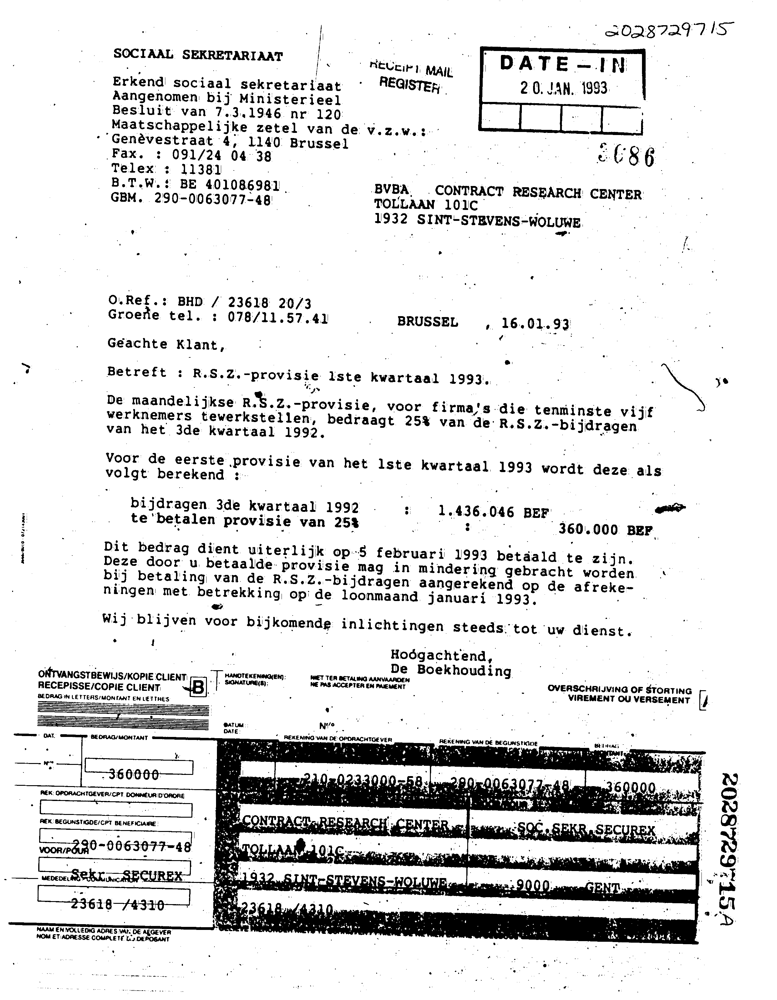 2028729715
SOCIAAL SEKRETARIAAT
RECEIPT MAIL
REGISTER
DATE - IN
20. JAN. 1993
3086
Erkend sociaal sekretariaat
Aangenomen bij Ministerieel
Besluit van 7.3.1946 nr 120
Maatschappelijke zetel van de v.z.w.:
Genèvestraat 4, 1140 Brussel
Fax. : 091/24 04 38
Telex : 11381
B.T.W.: BE 401086981
GBM. 290-0063077-48
BVBA CONTRACT RESEARCH CENTER
TOLLAAN 101C
1932 SINT-STEVENS-WOLUWE
O.Ref.: BHD / 23618 20/3
Groene tel. : 078/11.57.41
BRUSSEL , 16.01.93
Geachte Klant,
Betreft : R.S.Z.-provisie 1ste kwartaal 1993.
De maandelijkse R.S.Z.-provisie, voor firma's die tenminste vijf
werknemers tewerkstellen, bedraagt 25% van de R.S.Z.-bijdragen
van het 3de kwartaal 1992.
Voor de eerste provisie van het 1ste kwartaal 1993 wordt deze als
volgt berekend :
bijdragen 3de kwartaal 1992 : 1.436.046 BEF
te betalen provisie van 25% : 360.000 BEF
Dit bedrag dient uiterlijk op 5 februari 1993 betaald te zijn.
Deze door u betaalde provisie mag in mindering gebracht worden
bij betaling van de R.S.Z.-bijdragen aangerekend op de afreke-
ningen met betrekking op de loonmaand januari 1993.
Wij blijven voor bijkomende inlichtingen steeds tot uw dienst.
Hoogachtend,
De Boekhouding
ONTVANGSTBEWIJS/KOPIE CLIENT
RECEPISSE/COPIE CLIENT
B
BEDRAG IN LETTERS/MONTANT EN LETTRES
HANDTEKENING(EN):
SIGNATURE(S):
NIET TER BETALING AANVAARDEN
NE PAS ACCEPTER EN PAIEMENT
OVERSCHRIJVING OF STORTING
VIREMENT OU VERSEMENT
DATUM
DATE
DAT.
BEDRAG/MONTANT
REKENING VAN DE OPDRACHTGEVER
REKENING VAN DE BEGUNSTIGDE
360000
210-0233000-58
290-0063077-48
360000
REK. OPDRACHTGEVER/CPT DONNEUR D'ORDRE
REK. BEGUNSTIGDE/CPT BENEFICIAIRE
CONTRACT RESEARCH CENTER
SOC. SEKR. SECUREX
VOOR/POUR
290-0063077-48
TOLLAAN 101C
Sekr. SECUREX
1932 SINT-STEVENS-WOLUWE
9000 GENT
23618 /4310
23618 /4310
NAAM EN VOLLEDIG ADRES VAN DE AFGEVER
NOM ET ADRESSE COMPLETE DU DEPOSANT
2028729715A